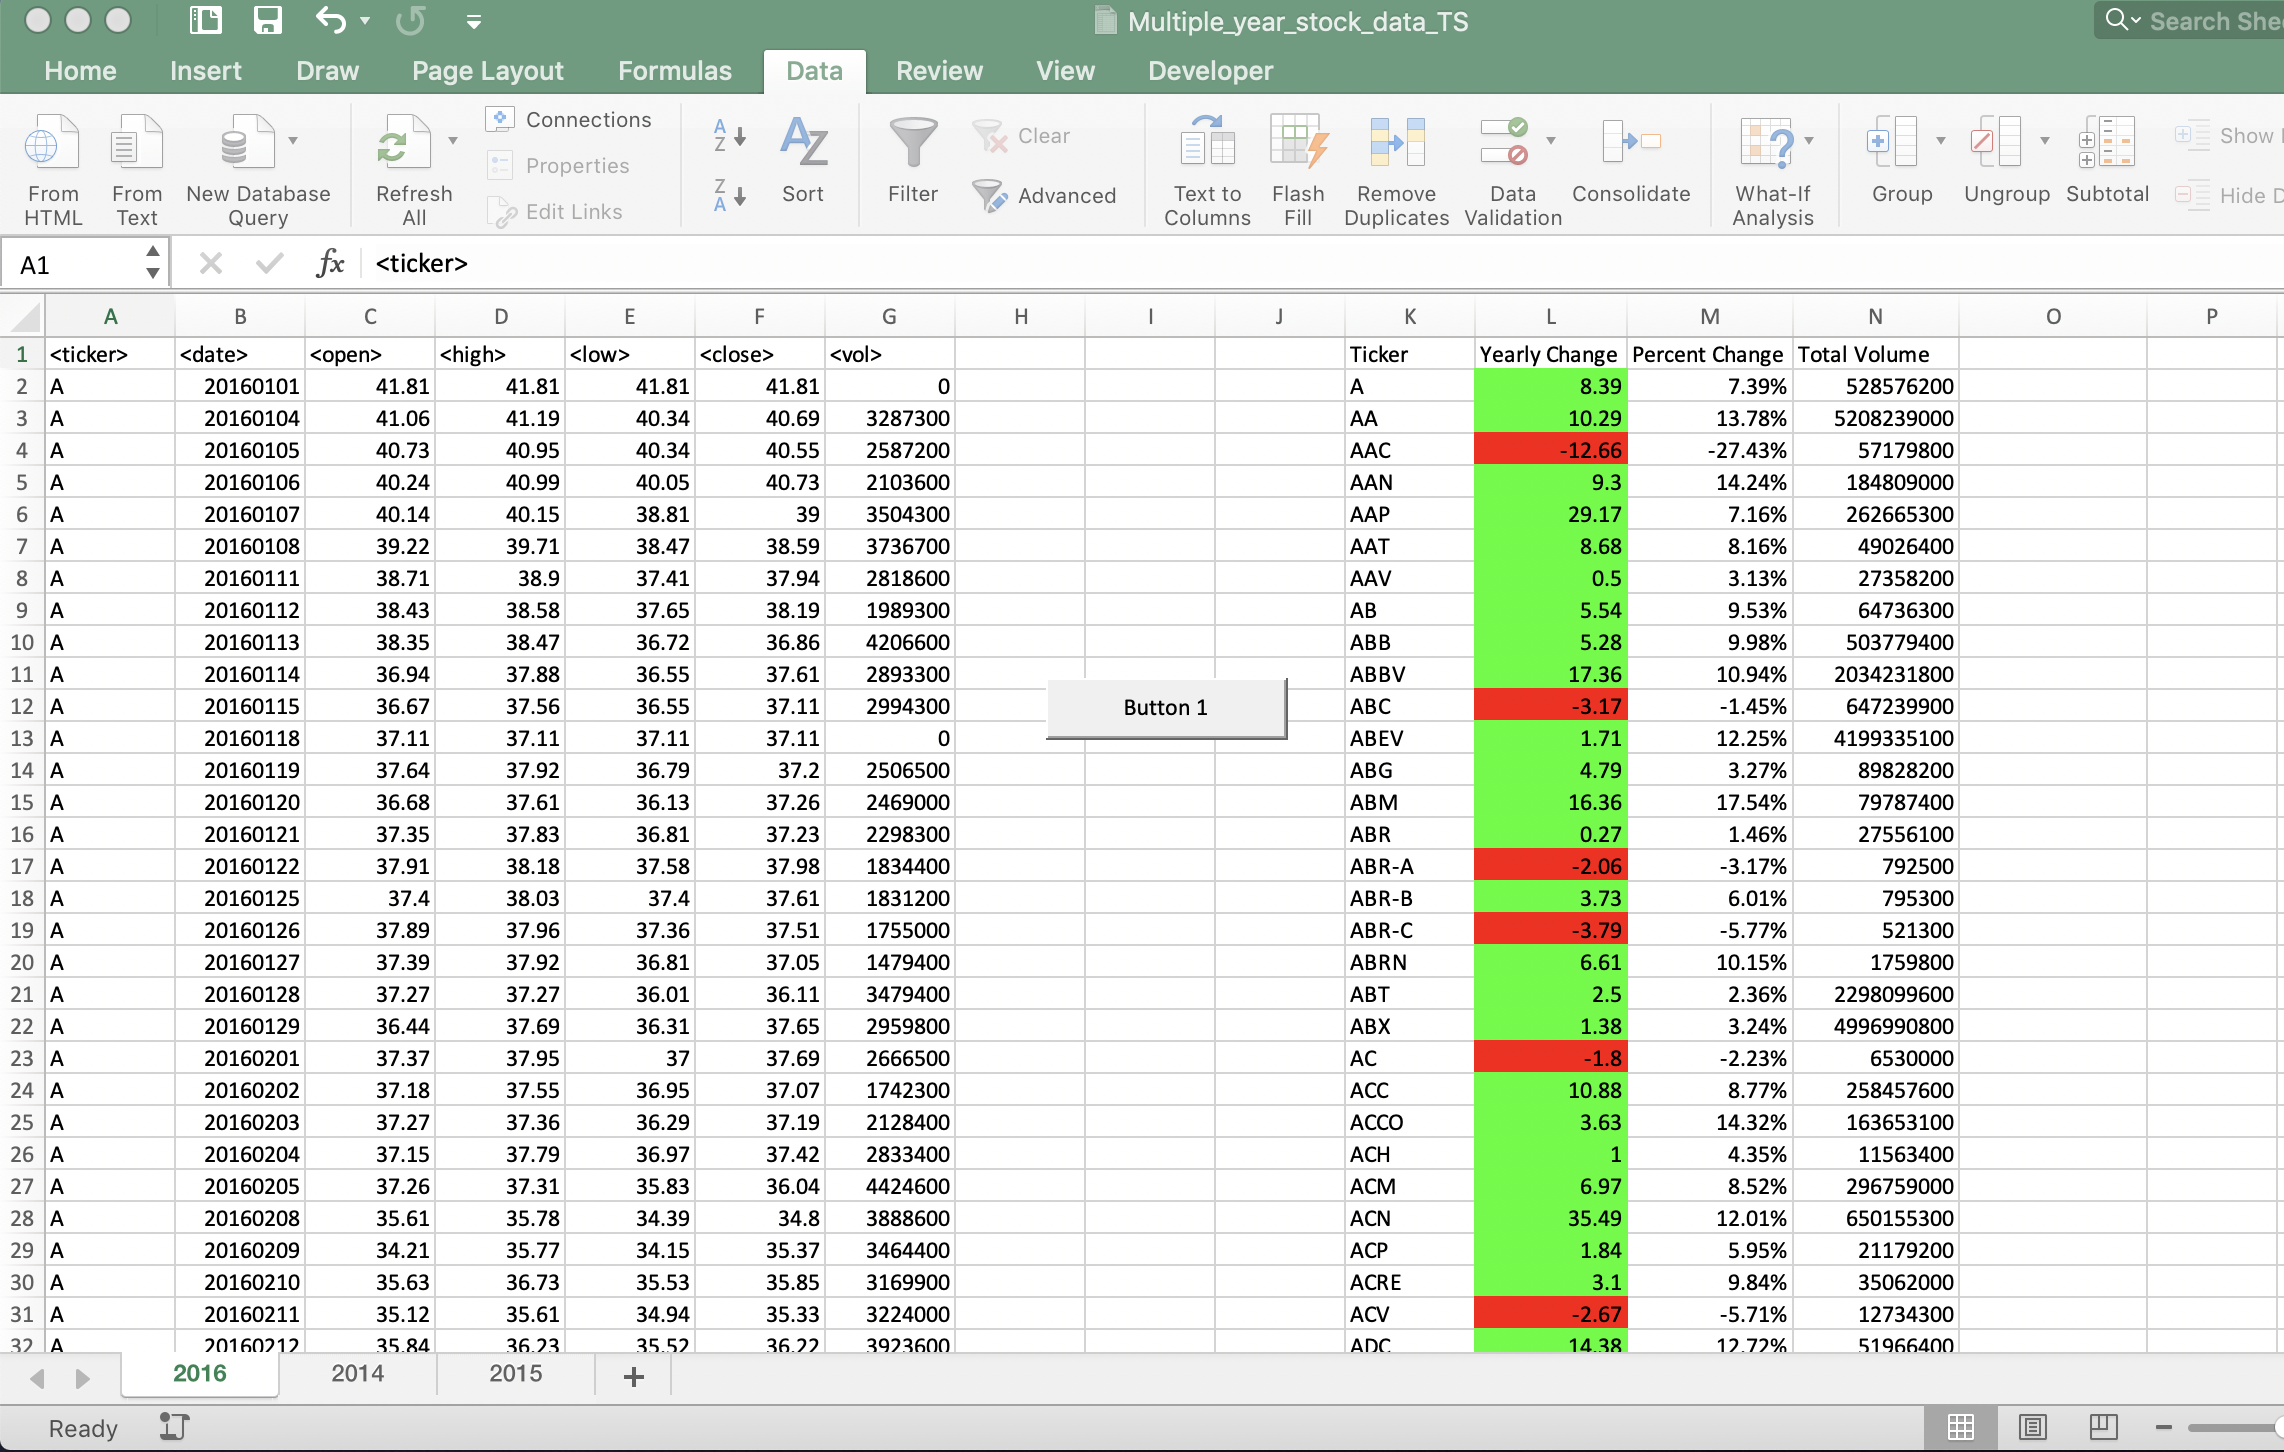 Multiple_year_stock_data_TS
Search She
Home Insert Draw Page Layout Formulas Data Review View Developer
From HTML From Text New Database Query Refresh All Connections Properties Edit Links Sort Filter Clear Advanced Text to Columns Flash Fill Remove Duplicates Data Validation Consolidate What-If Analysis Group Ungroup Subtotal Show Hide D
A1 fx <ticker>
A B C D E F G H I J K L M N O P
1 <ticker> <date> <open> <high> <low> <close> <vol> Ticker Yearly Change Percent Change Total Volume
2 A 20160101 41.81 41.81 41.81 41.81 0 A 8.39 7.39% 528576200
3 A 20160104 41.06 41.19 40.34 40.69 3287300 AA 10.29 13.78% 5208239000
4 A 20160105 40.73 40.95 40.34 40.55 2587200 AAC -12.66 -27.43% 57179800
5 A 20160106 40.24 40.99 40.05 40.73 2103600 AAN 9.3 14.24% 184809000
6 A 20160107 40.14 40.15 38.81 39 3504300 AAP 29.17 7.16% 262665300
7 A 20160108 39.22 39.71 38.47 38.59 3736700 AAT 8.68 8.16% 49026400
8 A 20160111 38.71 38.9 37.41 37.94 2818600 AAV 0.5 3.13% 27358200
9 A 20160112 38.43 38.58 37.65 38.19 1989300 AB 5.54 9.53% 64736300
10 A 20160113 38.35 38.47 36.72 36.86 4206600 ABB 5.28 9.98% 503779400
11 A 20160114 36.94 37.88 36.55 37.61 2893300 ABBV 17.36 10.94% 2034231800
12 A 20160115 36.67 37.56 36.55 37.11 2994300 Button 1 ABC -3.17 -1.45% 647239900
13 A 20160118 37.11 37.11 37.11 37.11 0 ABEV 1.71 12.25% 4199335100
14 A 20160119 37.64 37.92 36.79 37.2 2506500 ABG 4.79 3.27% 89828200
15 A 20160120 36.68 37.61 36.13 37.26 2469000 ABM 16.36 17.54% 79787400
16 A 20160121 37.35 37.83 36.81 37.23 2298300 ABR 0.27 1.46% 27556100
17 A 20160122 37.91 38.18 37.58 37.98 1834400 ABR-A -2.06 -3.17% 792500
18 A 20160125 37.4 38.03 37.4 37.61 1831200 ABR-B 3.73 6.01% 795300
19 A 20160126 37.89 37.96 37.36 37.51 1755000 ABR-C -3.79 -5.77% 521300
20 A 20160127 37.39 37.92 36.81 37.05 1479400 ABRN 6.61 10.15% 1759800
21 A 20160128 37.27 37.27 36.01 36.11 3479400 ABT 2.5 2.36% 2298099600
22 A 20160129 36.44 37.69 36.31 37.65 2959800 ABX 1.38 3.24% 4996990800
23 A 20160201 37.37 37.95 37 37.69 2666500 AC -1.8 -2.23% 6530000
24 A 20160202 37.18 37.55 36.95 37.07 1742300 ACC 10.88 8.77% 258457600
25 A 20160203 37.27 37.36 36.29 37.19 2128400 ACCO 3.63 14.32% 163653100
26 A 20160204 37.15 37.79 36.97 37.42 2833400 ACH 1 4.35% 11563400
27 A 20160205 37.26 37.31 35.83 36.04 4424600 ACM 6.97 8.52% 296759000
28 A 20160208 35.61 35.78 34.39 34.8 3888600 ACN 35.49 12.01% 650155300
29 A 20160209 34.21 35.77 34.15 35.37 3464400 ACP 1.84 5.95% 21179200
30 A 20160210 35.63 36.73 35.53 35.85 3169900 ACRE 3.1 9.84% 35062000
31 A 20160211 35.12 35.61 34.94 35.33 3224000 ACV -2.67 -5.71% 12734300
32 A 20160212 35.84 36.23 35.52 36.22 3923600 ADC 14.38 12.72% 51966400
2016 2014 2015 +
Ready